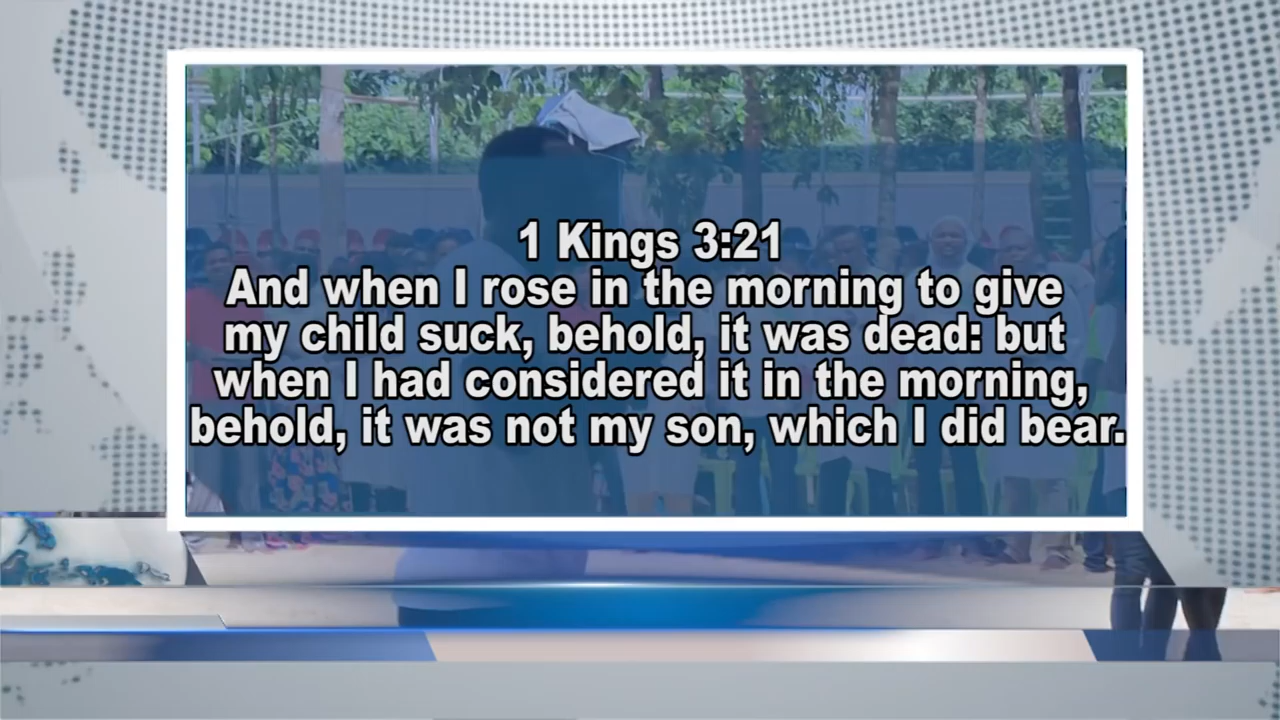 1 Kings 3:21
And when I rose in the morning to give
my child suck, behold, it was dead: but
when I had considered it in the morning,
behold, it was not my son, which I did bear.